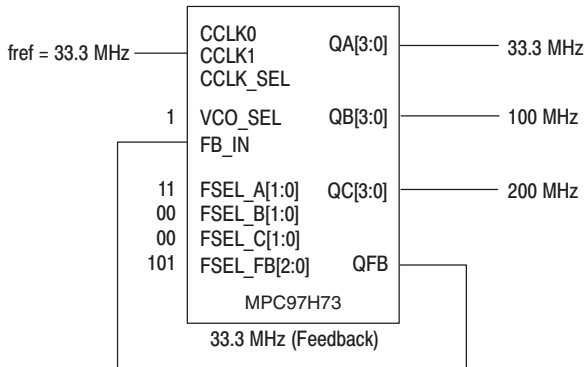 CCLK0
CCLK1
CCLK_SEL
fref = 33.3 MHz
QA[3:0]
33.3 MHz
1
VCO_SEL
FB_IN
QB[3:0]
100 MHz
11
FSEL_A[1:0]
QC[3:0]
200 MHz
00
FSEL_B[1:0]
00
FSEL_C[1:0]
101
FSEL_FB[2:0]
QFB
MPC97H73
33.3 MHz (Feedback)